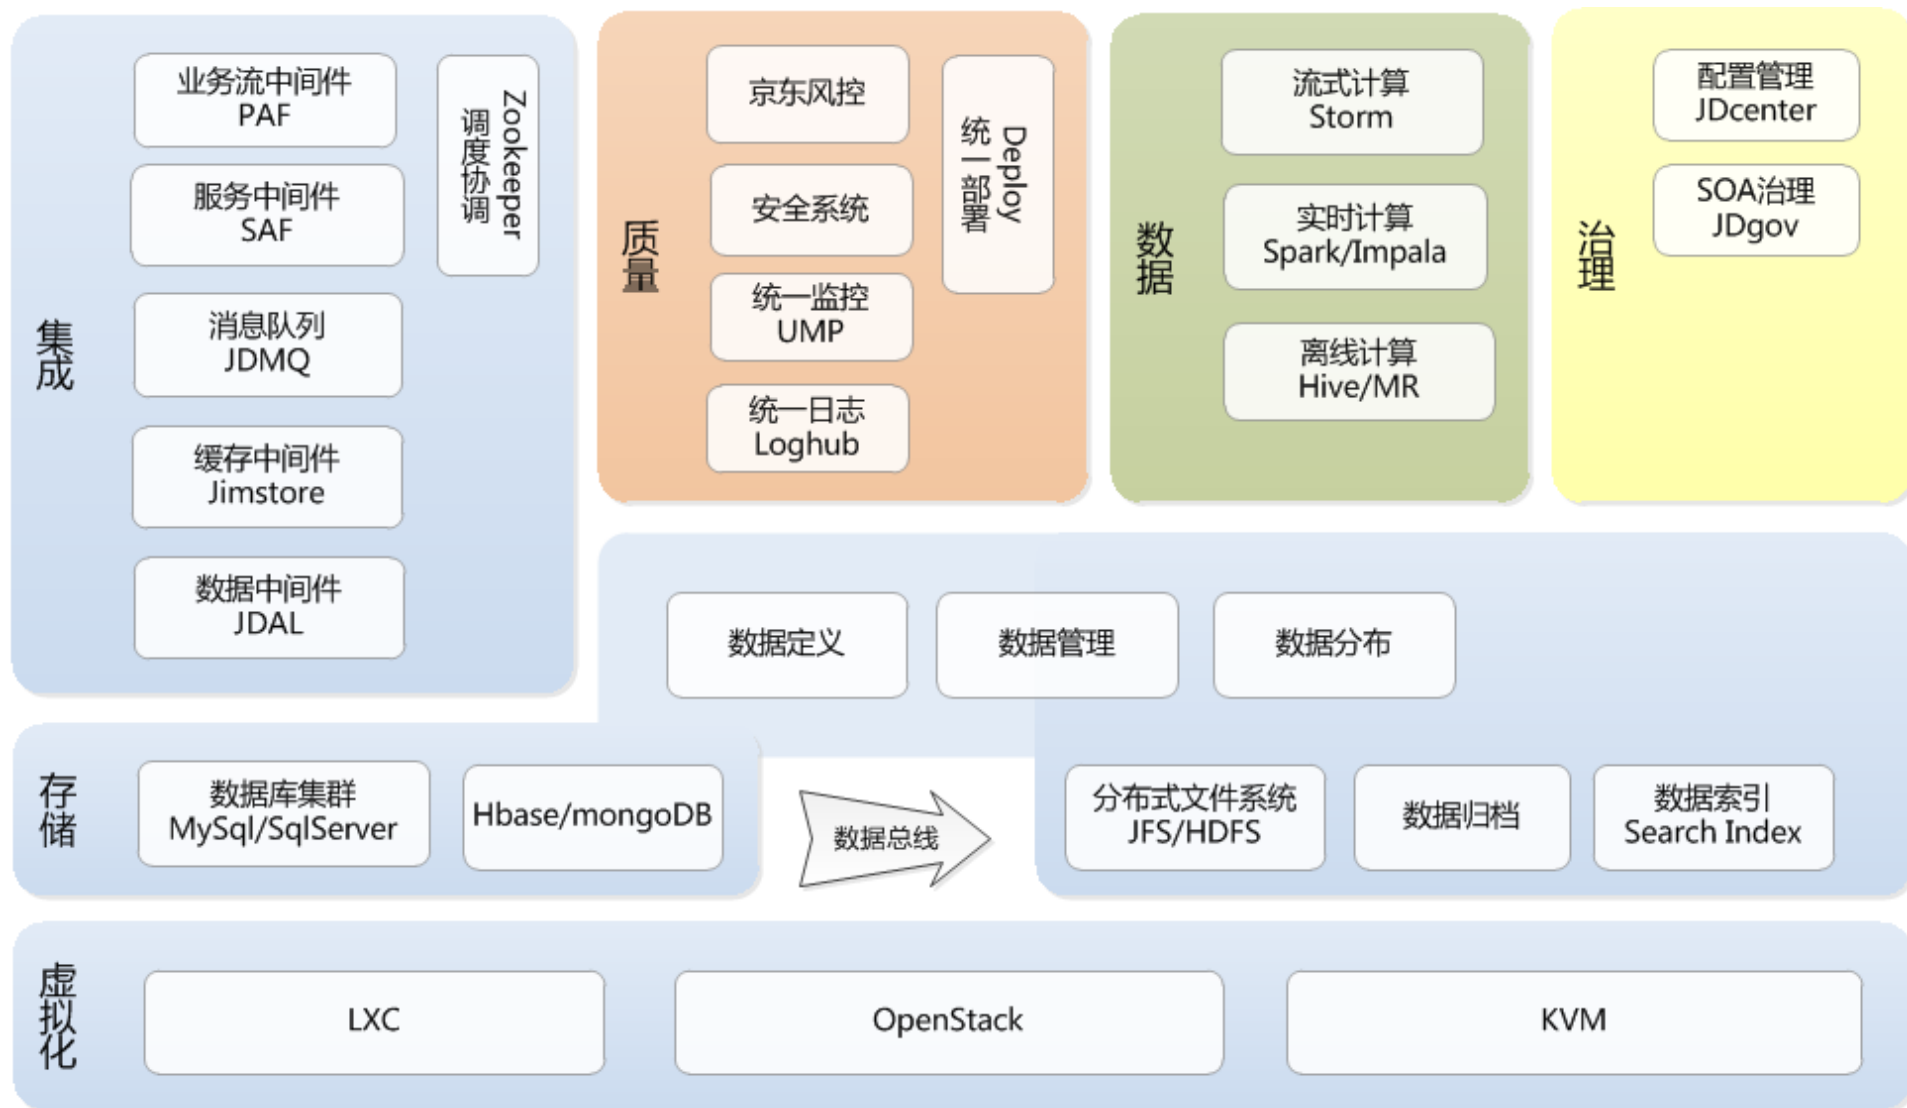 集成
业务流中间件
PAF
服务中间件
SAF
消息队列
JDMQ
缓存中间件
Jimstore
数据中间件
JDAL
Zookeeper
调度协调
质量
京东风控
安全系统
统一监控
UMP
统一日志
Loghub
Deploy
统一部署
数据
流式计算
Storm
实时计算
Spark/Impala
离线计算
Hive/MR
治理
配置管理
JDcenter
SOA治理
JDgov
数据定义
数据管理
数据分布
存储
数据库集群
MySql/SqlServer
Hbase/mongoDB
数据总线
分布式文件系统
JFS/HDFS
数据归档
数据索引
Search Index
虚拟化
LXC
OpenStack
KVM